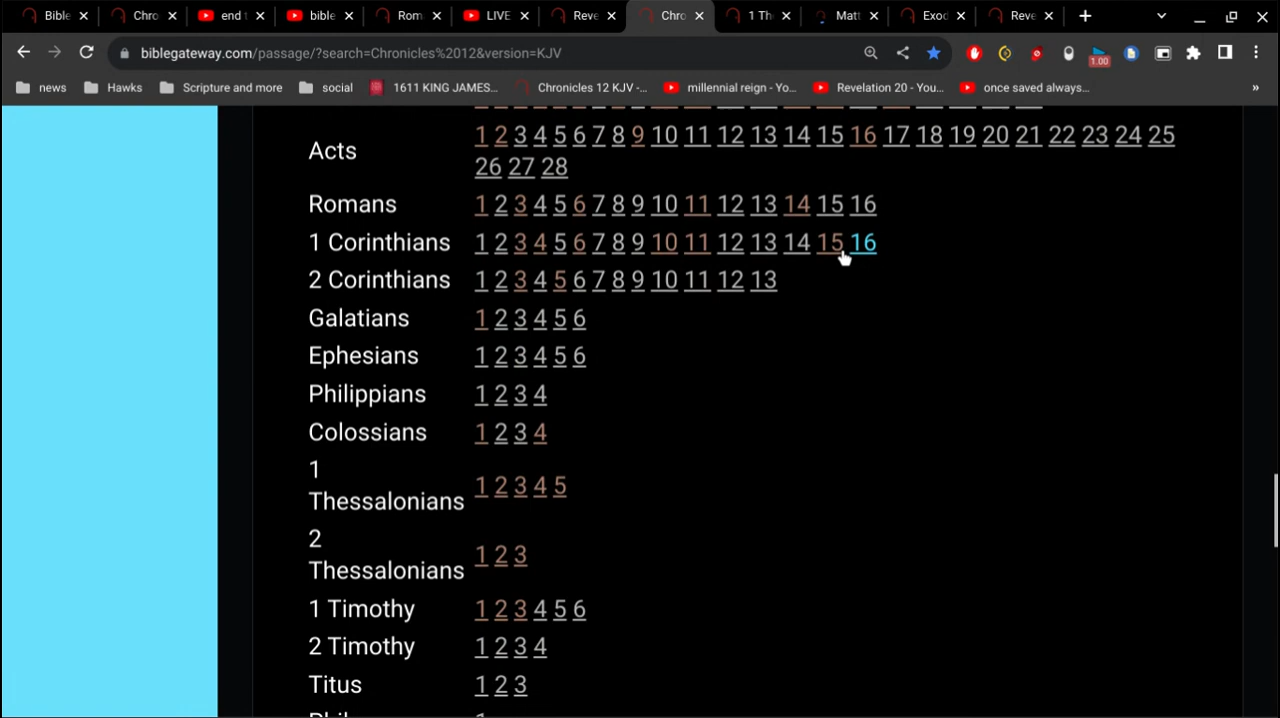 Bible Chro end t bible Rom LIVE Reve Chro 1 Th Matt Exod Reve
biblegateway.com/passage/?search=Chronicles%2012&version=KJV
1.00
news Hawks Scripture and more social 1611 KING JAMES... Chronicles 12 KJV -... millennial reign - Yo... Revelation 20 - You... once saved always... »
Acts 1 2 3 4 5 6 7 8 9 10 11 12 13 14 15 16 17 18 19 20 21 22 23 24 25
26 27 28
Romans 1 2 3 4 5 6 7 8 9 10 11 12 13 14 15 16
1 Corinthians 1 2 3 4 5 6 7 8 9 10 11 12 13 14 15 16
2 Corinthians 1 2 3 4 5 6 7 8 9 10 11 12 13
Galatians 1 2 3 4 5 6
Ephesians 1 2 3 4 5 6
Philippians 1 2 3 4
Colossians 1 2 3 4
1
Thessalonians 1 2 3 4 5
2
Thessalonians 1 2 3
1 Timothy 1 2 3 4 5 6
2 Timothy 1 2 3 4
Titus 1 2 3